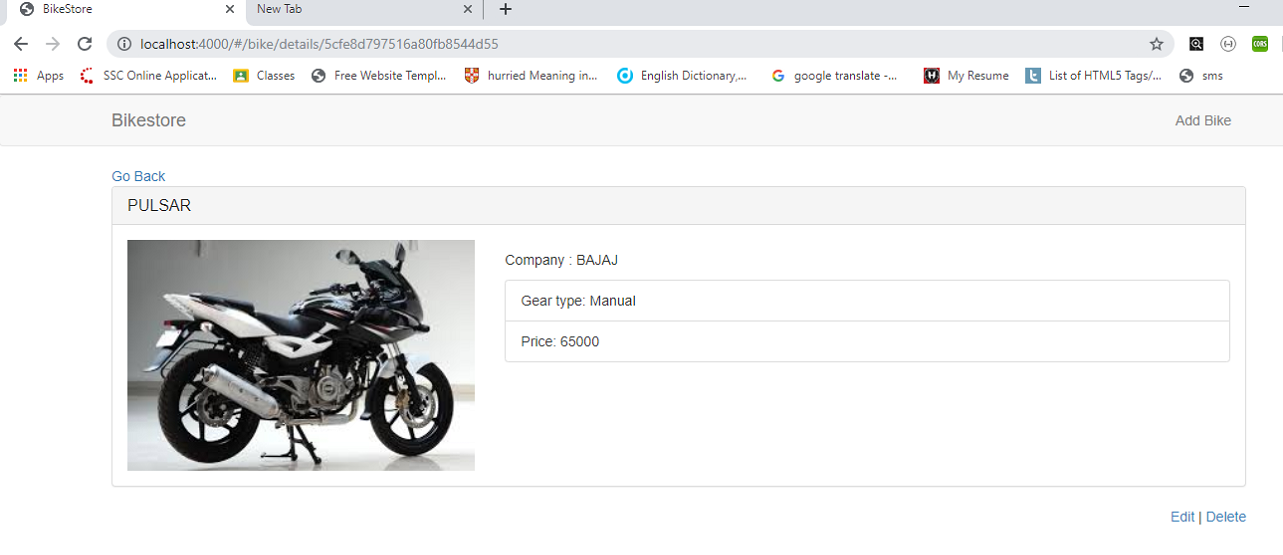 BikeStore
New Tab
localhost:4000/#/bike/details/5cfe8d797516a80fb8544d55
CORS
Apps
SSC Online Applicat...
Classes
Free Website Templ...
hurried Meaning in...
English Dictionary,...
google translate -...
My Resume
List of HTML5 Tags/...
sms
Bikestore
Add Bike
Go Back
PULSAR
Company : BAJAJ
Gear type: Manual
Price: 65000
Edit | Delete